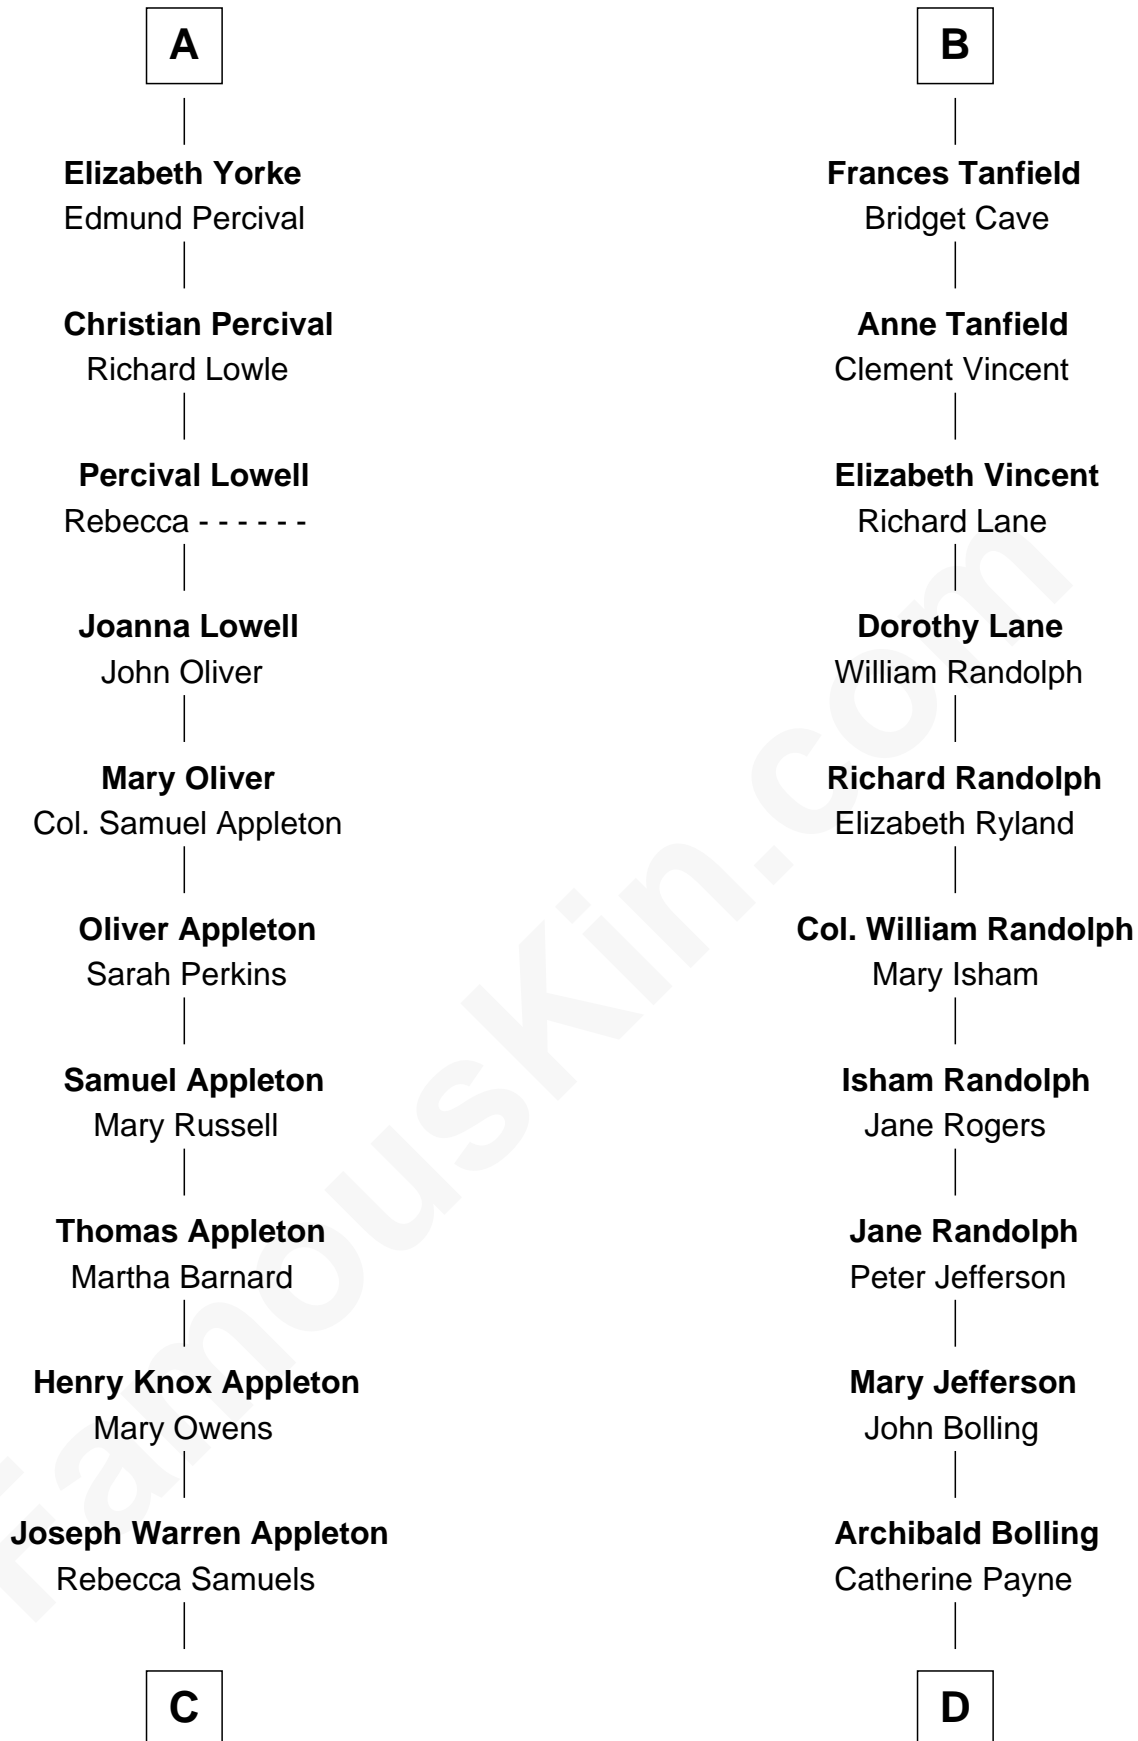 A
Elizabeth Yorke
Edmund Percival
Christian Percival
Richard Lowle
Percival Lowell
Rebecca - - - - - -
Joanna Lowell
John Oliver
Mary Oliver
Col. Samuel Appleton
Oliver Appleton
Sarah Perkins
Samuel Appleton
Mary Russell
Thomas Appleton
Martha Barnard
Henry Knox Appleton
Mary Owens
Joseph Warren Appleton
Rebecca Samuels
C
B
Frances Tanfield
Bridget Cave
Anne Tanfield
Clement Vincent
Elizabeth Vincent
Richard Lane
Dorothy Lane
William Randolph
Richard Randolph
Elizabeth Ryland
Col. William Randolph
Mary Isham
Isham Randolph
Jane Rogers
Jane Randolph
Peter Jefferson
Mary Jefferson
John Bolling
Archibald Bolling
Catherine Payne
D
FamousKin.com